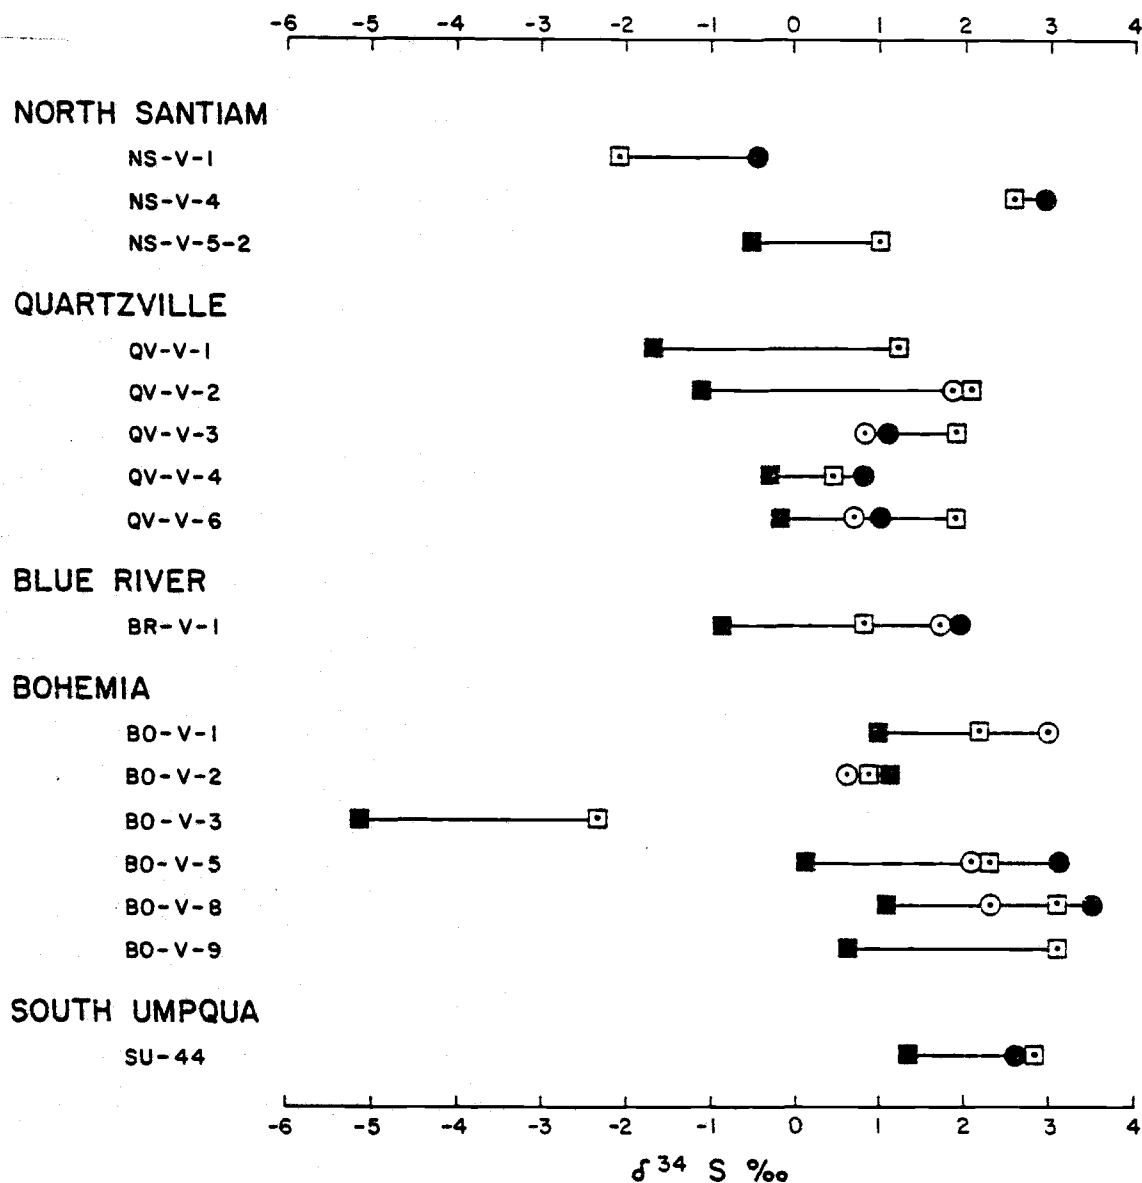 -6 -5 -4 -3 -2 -1 0 1 2 3 4
NORTH SANTIAM
NS-V-1
NS-V-4
NS-V-5-2
QUARTZVILLE
QV-V-1
QV-V-2
QV-V-3
QV-V-4
QV-V-6
BLUE RIVER
BR-V-1
BOHEMIA
BO-V-1
BO-V-2
BO-V-3
BO-V-5
BO-V-8
BO-V-9
SOUTH UMPQUA
SU-44
-6 -5 -4 -3 -2 -1 0 1 2 3 4
δ³⁴ S ‰